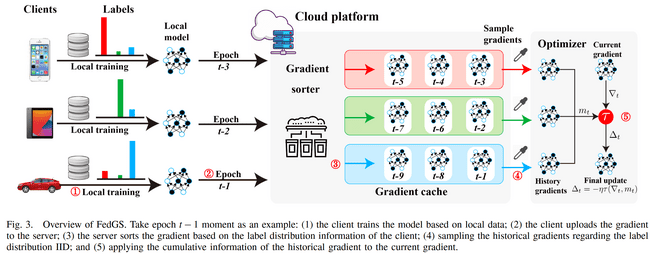 Clients
Labels
Local model
Cloud platform
Sample gradients
Optimizer
Local training
Epoch
t-3
Gradient sorter
t-5
t-4
t-3
Current gradient
∇t
Local training
Epoch
t-2
t-7
t-6
t-2
mt
τ
⑤
Δt
① Local training
② Epoch
t-1
③
t-9
t-8
t-1
④
Gradient cache
History gradients
Final update
Δt = −ητ(∇t, mt)
Fig. 3. Overview of FedGS. Take epoch t − 1 moment as an example: (1) the client trains the model based on local data; (2) the client uploads the gradient
to the server; (3) the server sorts the gradient based on the label distribution information of the client; (4) sampling the historical gradients regarding the label
distribution IID; and (5) applying the cumulative information of the historical gradient to the current gradient.